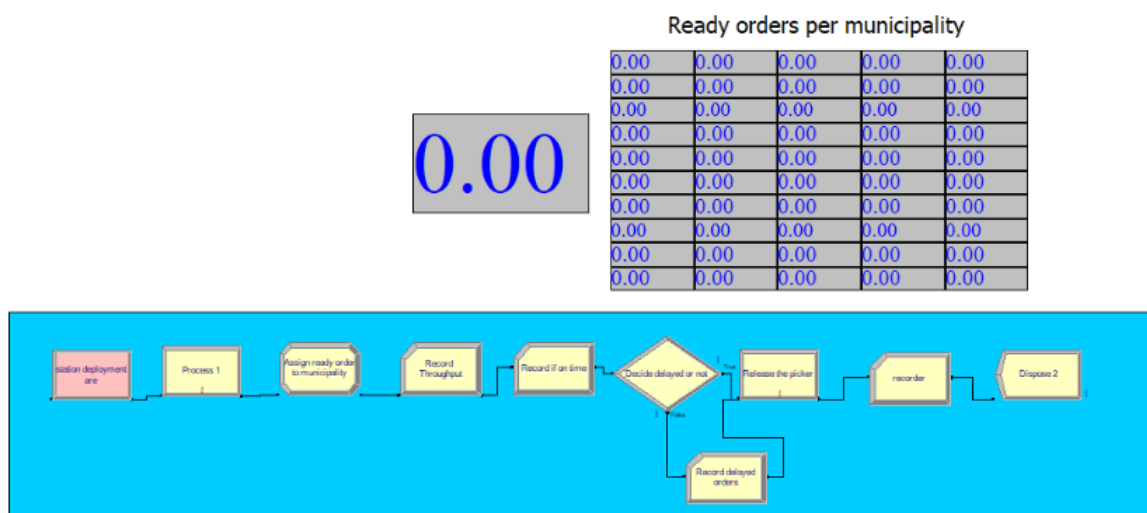 Ready orders per municipality
0.00 0.00 0.00 0.00 0.00
0.00 0.00 0.00 0.00 0.00
0.00 0.00 0.00 0.00 0.00
0.00 0.00 0.00 0.00 0.00
0.00 0.00 0.00 0.00 0.00
0.00 0.00 0.00 0.00 0.00
0.00 0.00 0.00 0.00 0.00
0.00 0.00 0.00 0.00 0.00
0.00 0.00 0.00 0.00 0.00
0.00 0.00 0.00 0.00 0.00
0.00
station deployment
are
Process 1
Assign ready order
to municipality
Record
Throughput
Record if on time
Decide delayed or not
True
False
Release the picker
recorder
Dispose 2
Record delayed
orders